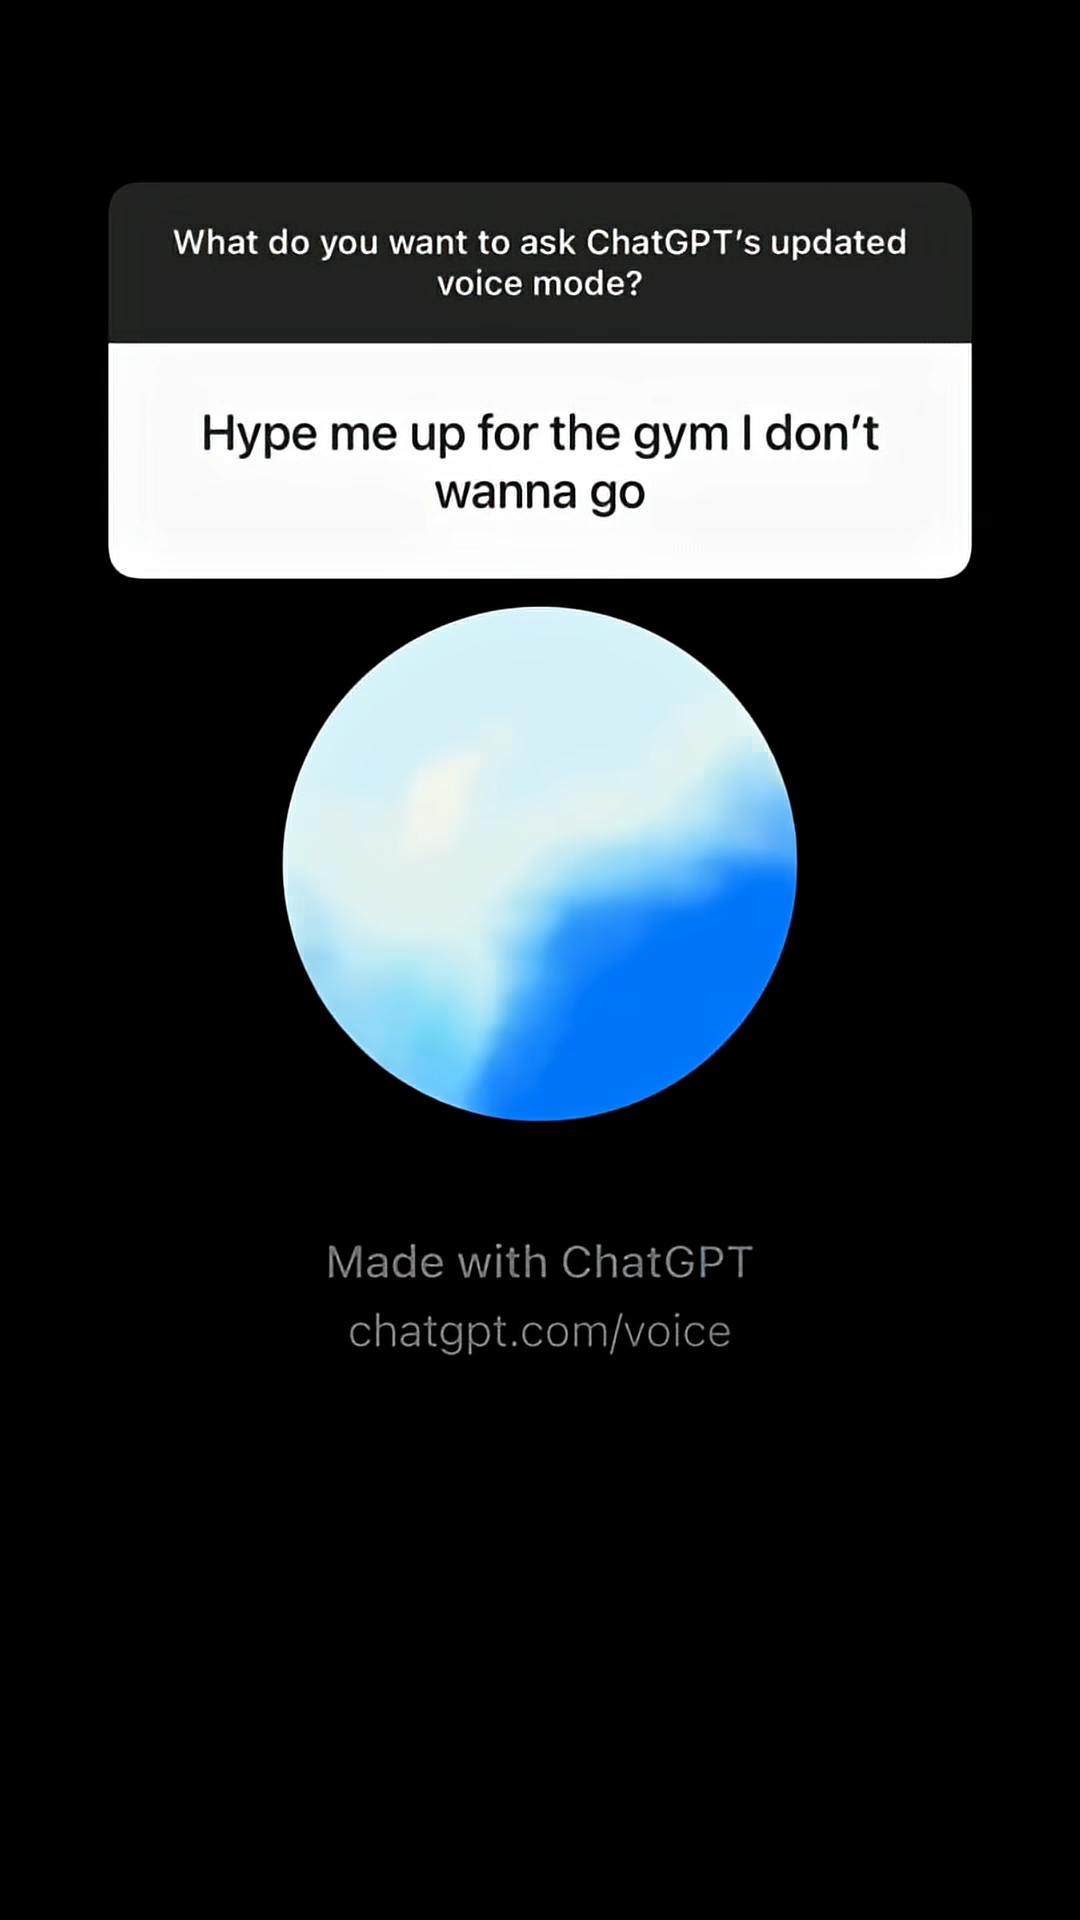 What do you want to ask ChatGPT’s updated
voice mode?
Hype me up for the gym I don’t
wanna go
Made with ChatGPT
chatgpt.com/voice